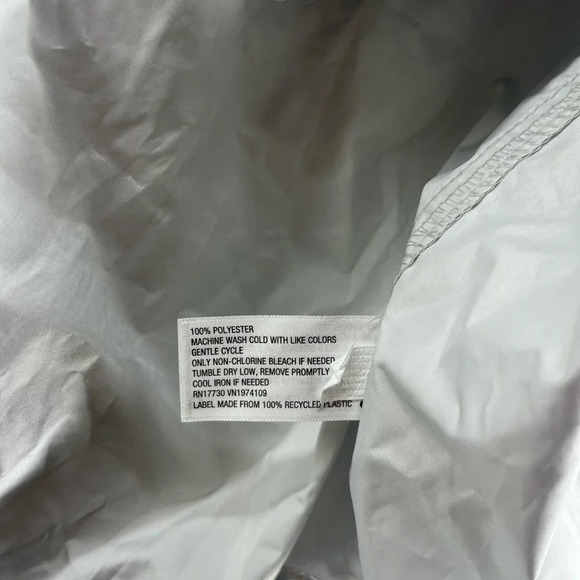 100% POLYESTER
MACHINE WASH COLD WITH LIKE COLORS
GENTLE CYCLE
ONLY NON-CHLORINE BLEACH IF NEEDED
TUMBLE DRY LOW, REMOVE PROMPTLY
COOL IRON IF NEEDED
RN17730 VN1974109
LABEL MADE FROM 100% RECYCLED PLASTIC